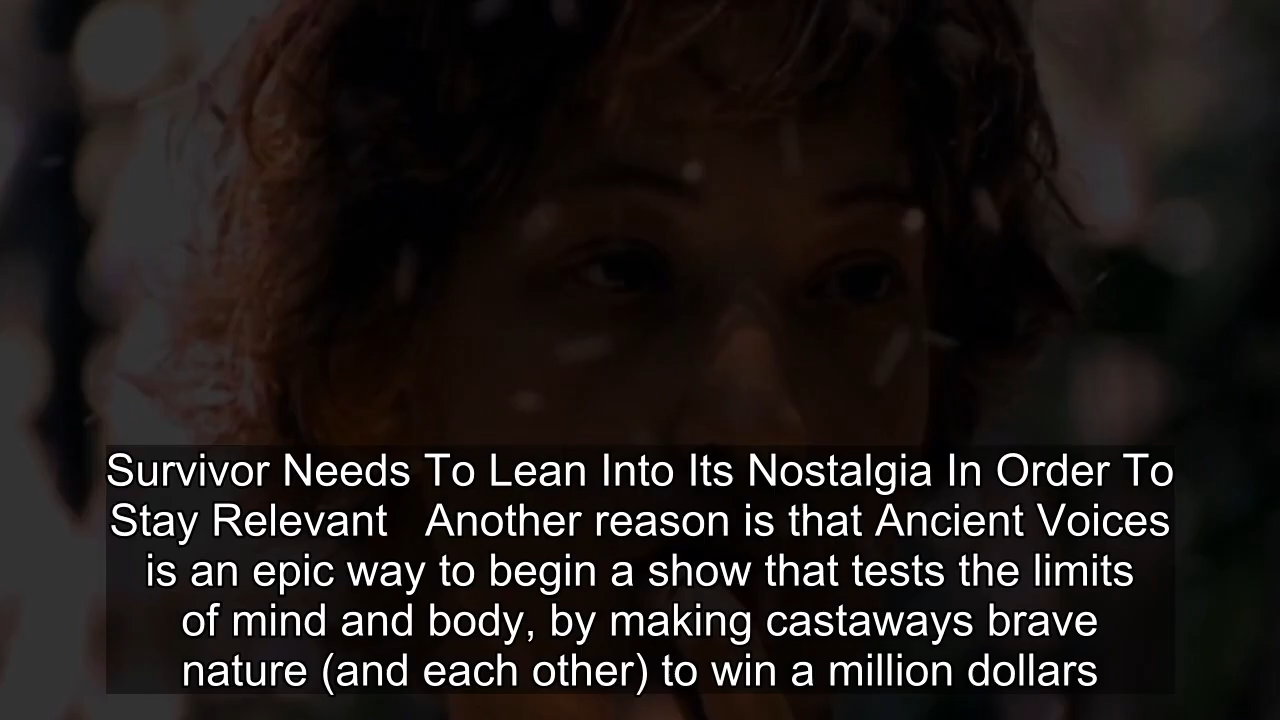 Survivor Needs To Lean Into Its Nostalgia In Order To
Stay Relevant   Another reason is that Ancient Voices
is an epic way to begin a show that tests the limits
of mind and body, by making castaways brave
nature (and each other) to win a million dollars